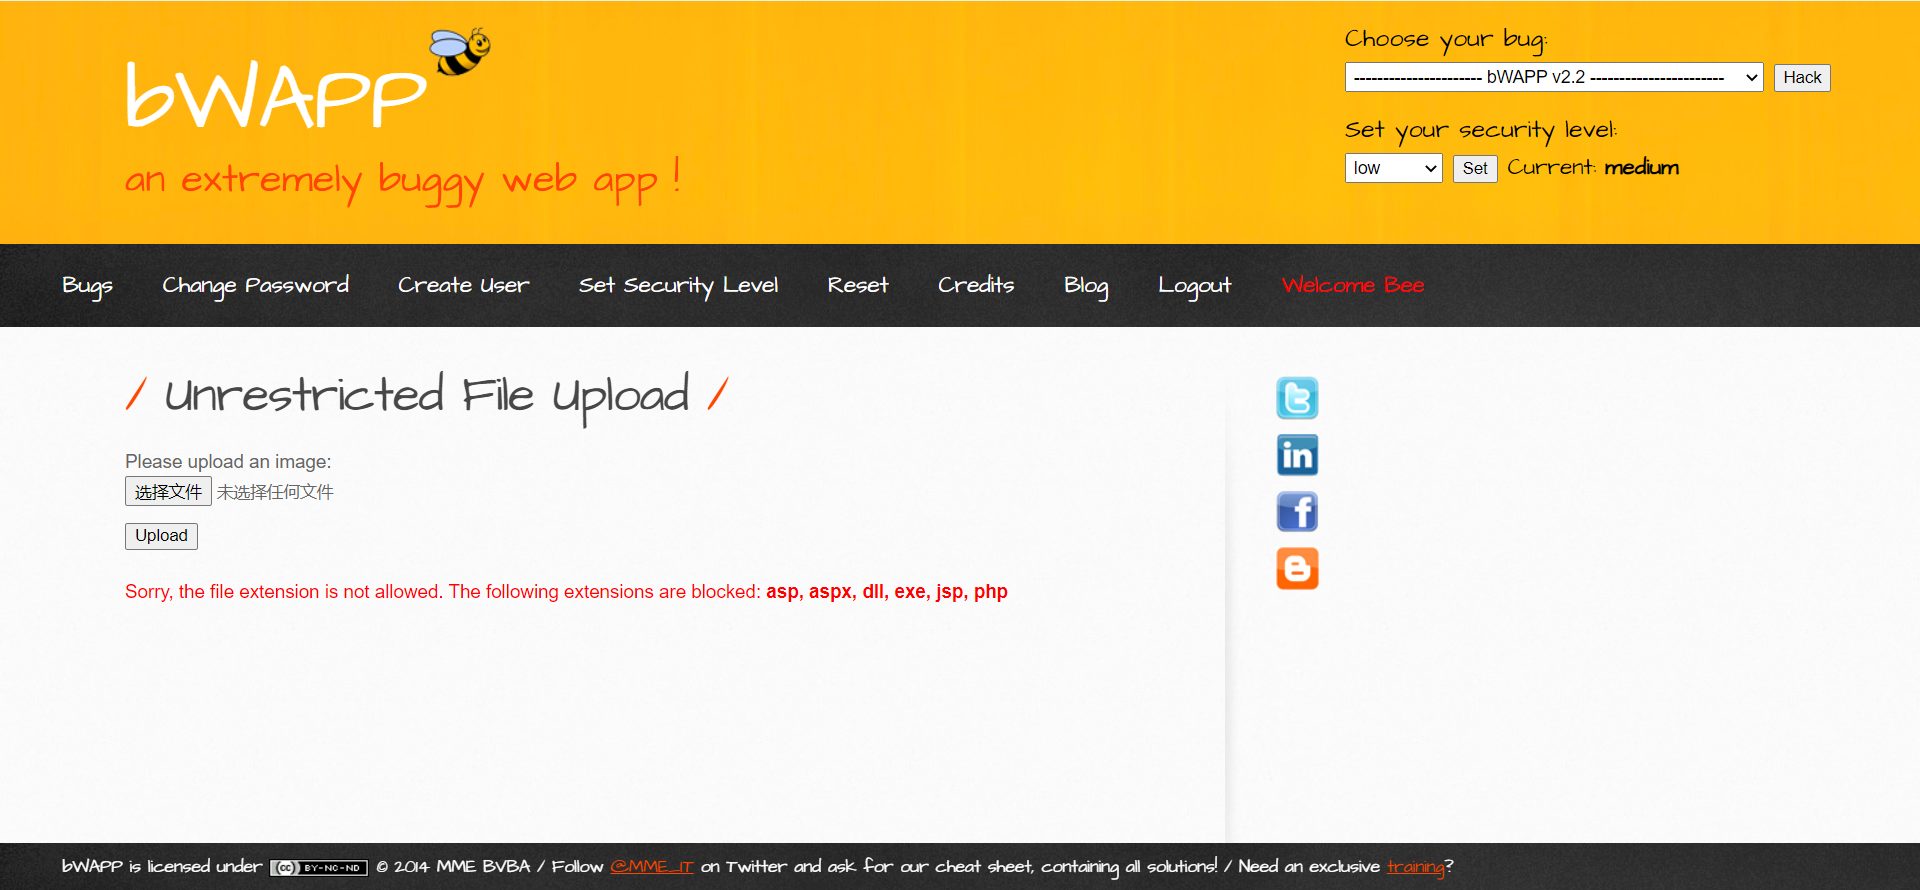 bWAPP
an extremely buggy web app !
Choose your bug:
---------------------- bWAPP v2.2 ----------------------- Hack
Set your security level:
low Set Current: medium
Bugs Change Password Create User Set Security Level Reset Credits Blog Logout Welcome Bee
/ Unrestricted File Upload /
Please upload an image:
选择文件 未选择任何文件
Upload
Sorry, the file extension is not allowed. The following extensions are blocked: asp, aspx, dll, exe, jsp, php
t
in
f
B
bWAPP is licensed under cc BY-NC-ND © 2014 MME BVBA / Follow @MME_IT on Twitter and ask for our cheat sheet, containing all solutions! / Need an exclusive training?